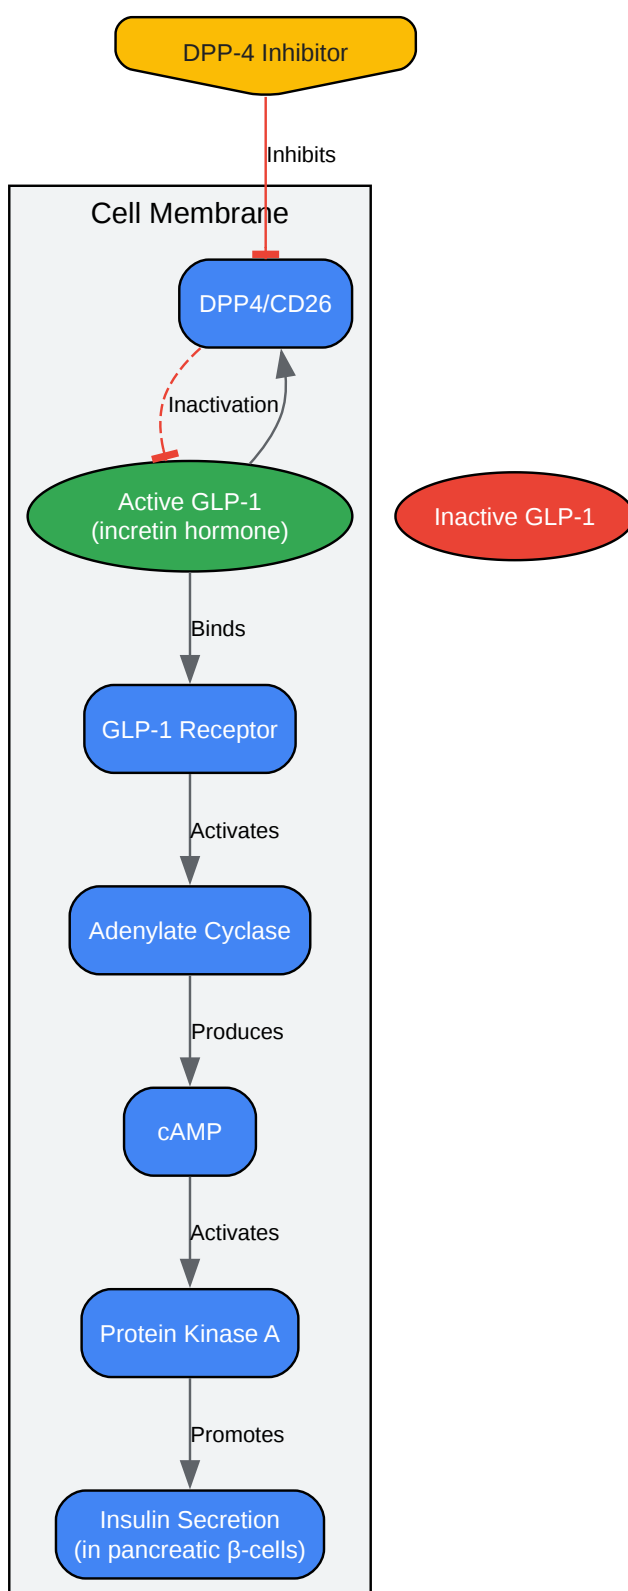 DPP-4 Inhibitor
Inhibits
Cell Membrane
DPP4/CD26
Inactivation
Active GLP-1
(incretin hormone)
Inactive GLP-1
Binds
GLP-1 Receptor
Activates
Adenylate Cyclase
Produces
cAMP
Activates
Protein Kinase A
Promotes
Insulin Secretion
(in pancreatic β-cells)